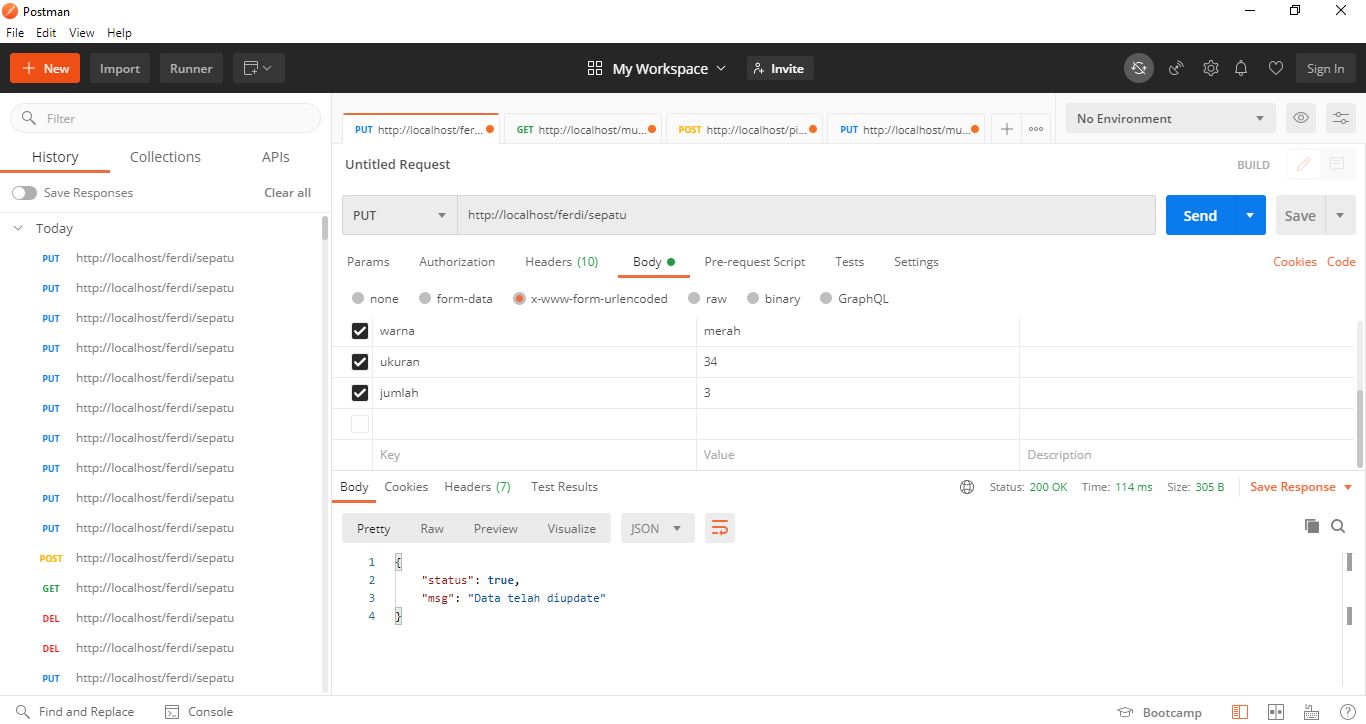 Postman
File Edit View Help
New Import Runner My Workspace Invite Sign In
Filter
History Collections APIs
Save Responses Clear all
Today
PUT http://localhost/ferdi/sepatu
PUT http://localhost/ferdi/sepatu
PUT http://localhost/ferdi/sepatu
PUT http://localhost/ferdi/sepatu
PUT http://localhost/ferdi/sepatu
PUT http://localhost/ferdi/sepatu
PUT http://localhost/ferdi/sepatu
PUT http://localhost/ferdi/sepatu
PUT http://localhost/ferdi/sepatu
PUT http://localhost/ferdi/sepatu
POST http://localhost/ferdi/sepatu
GET http://localhost/ferdi/sepatu
DEL http://localhost/ferdi/sepatu
DEL http://localhost/ferdi/sepatu
PUT http://localhost/ferdi/sepatu
PUT http://localhost/fer... GET http://localhost/mu... POST http://localhost/pi... PUT http://localhost/mu... No Environment
Untitled Request BUILD
PUT http://localhost/ferdi/sepatu Send Save
Params Authorization Headers (10) Body Pre-request Script Tests Settings Cookies Code
none form-data x-www-form-urlencoded raw binary GraphQL
warna merah
ukuran 34
jumlah 3
Key Value Description
Body Cookies Headers (7) Test Results Status: 200 OK Time: 114 ms Size: 305 B Save Response
Pretty Raw Preview Visualize JSON
1 {
2 "status": true,
3 "msg": "Data telah diupdate"
4 }
Find and Replace Console Bootcamp